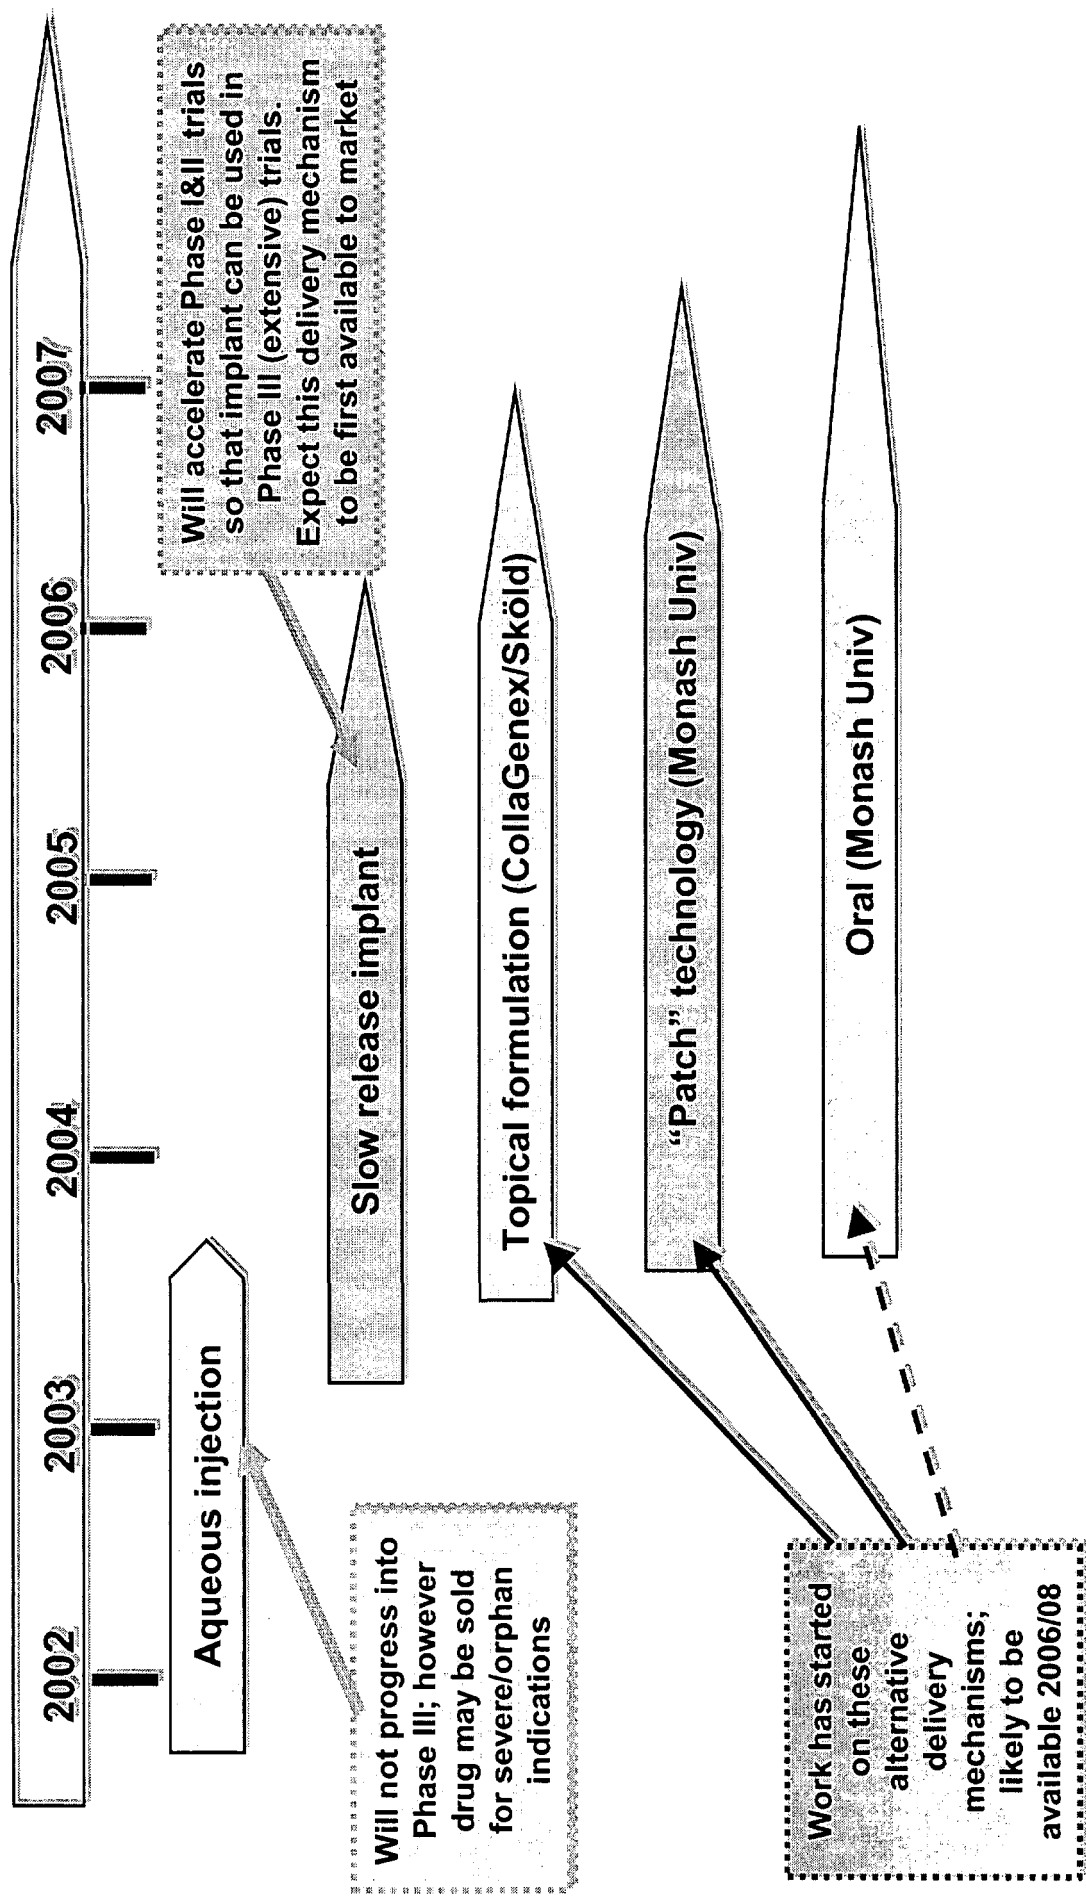 2002
2003
2004
2005
2006
2007
Aqueous injection
Will accelerate Phase I&II trials
so that implant can be used in
Phase III (extensive) trials.
Expect this delivery mechanism
to be first available to market
Slow release implant
Will not progress into
Phase III; however
drug may be sold
for severe/orphan
indications
Topical formulation (CollaGenex/Sköld)
“Patch” technology (Monash Univ)
Oral (Monash Univ)
Work has started
on these
alternative
delivery
mechanisms;
likely to be
available 2006/08